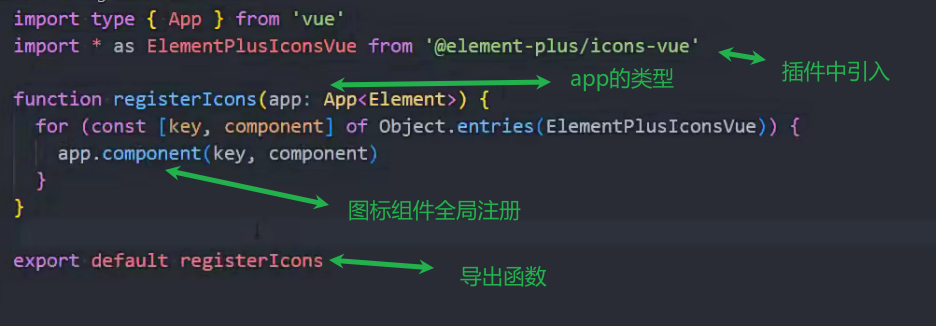 import type { App } from 'vue'
import * as ElementPlusIconsVue from '@element-plus/icons-vue'
插件中引入
app的类型
function registerIcons(app: App<Element>) {
for (const [key, component] of Object.entries(ElementPlusIconsVue)) {
app.component(key, component)
}
}
图标组件全局注册
export default registerIcons
导出函数